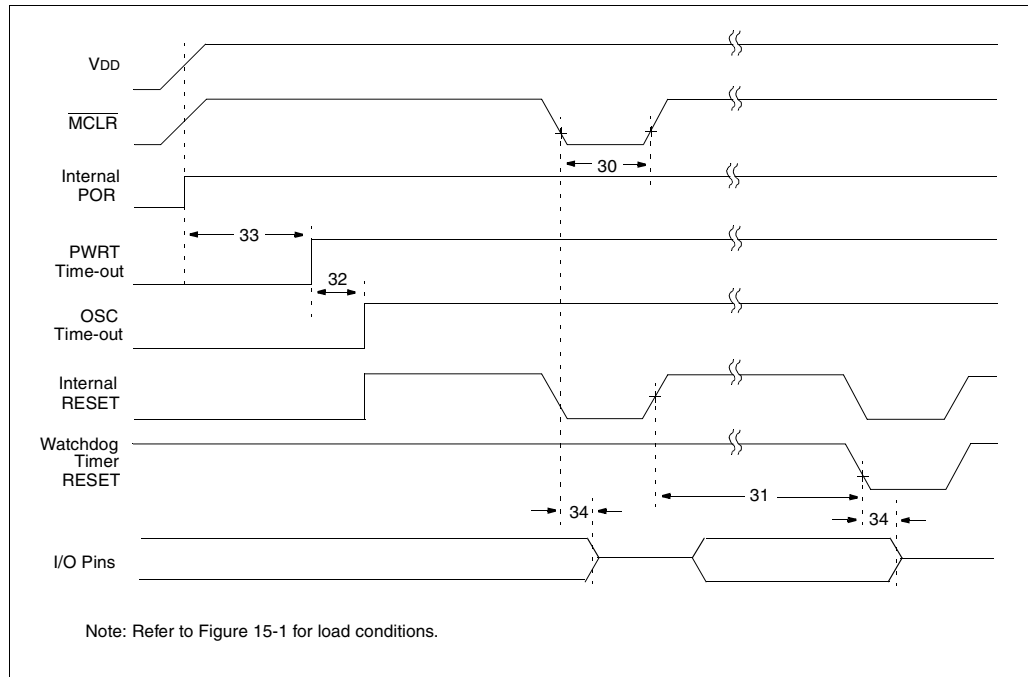 VDD
MCLR
30
Internal
POR
33
PWRT
Time-out
32
OSC
Time-out
Internal
RESET
Watchdog
Timer
RESET
31
34
34
I/O Pins
Note: Refer to Figure 15-1 for load conditions.